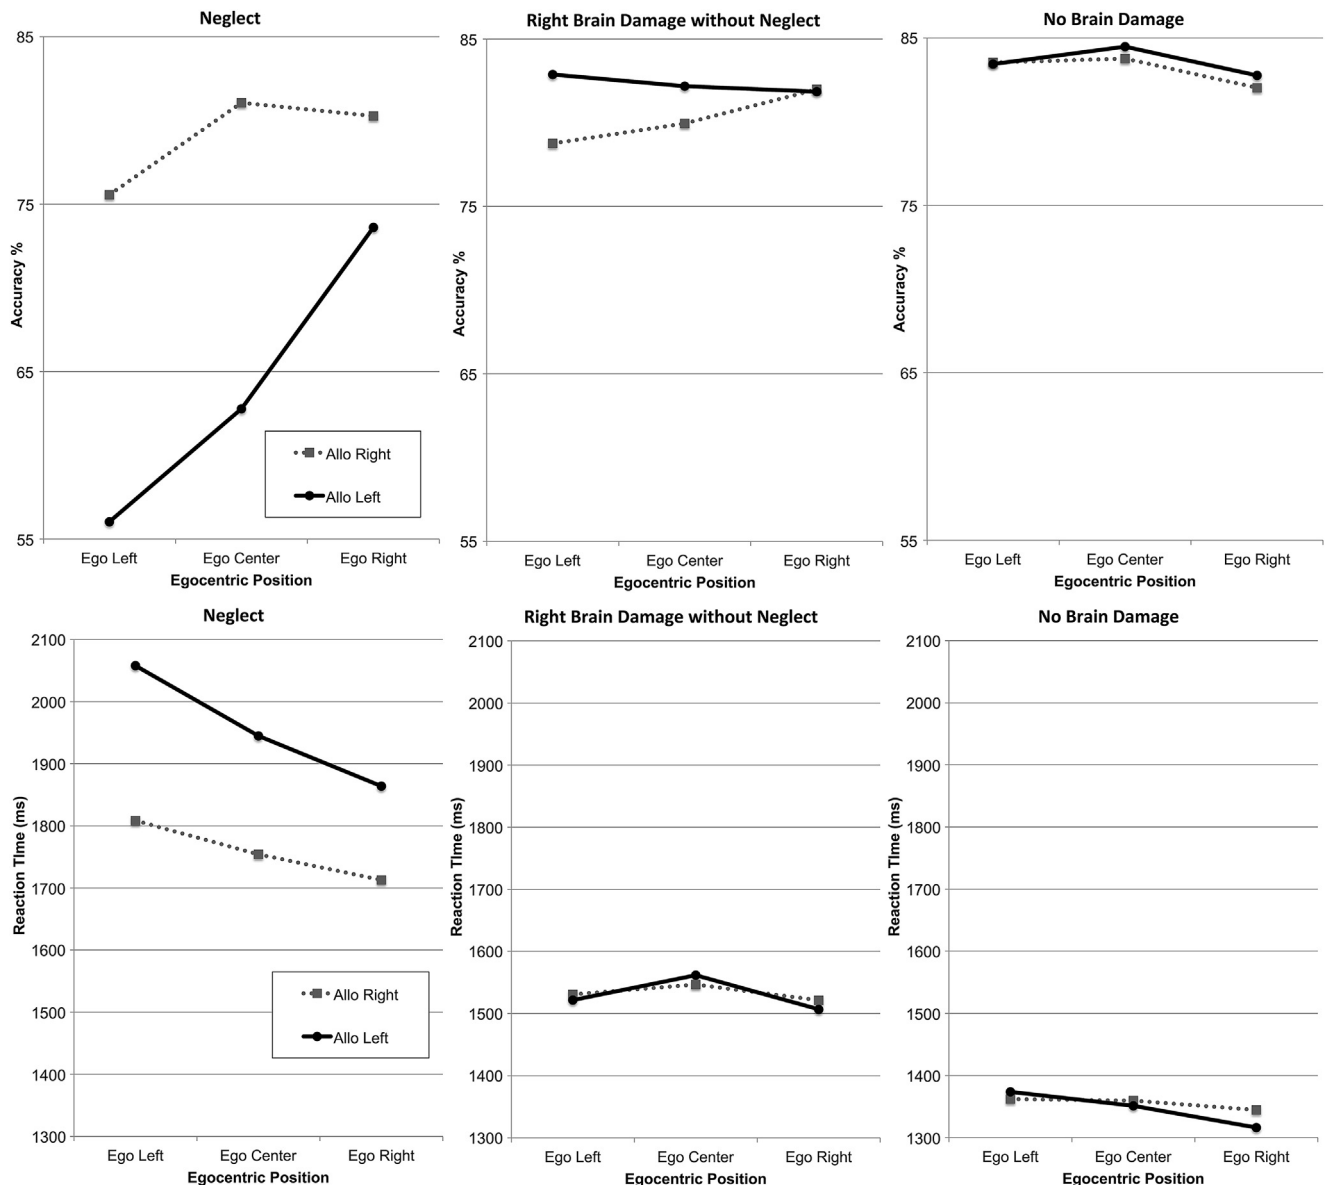 Neglect
85
75
65
55
Accuracy %
Allo Right
Allo Left
Ego Left Ego Center Ego Right
Egocentric Position
Right Brain Damage without Neglect
85
75
65
55
Accuracy %
Ego Left Ego Center Ego Right
Egocentric Position
No Brain Damage
85
75
65
55
Accuracy %
Ego Left Ego Center Ego Right
Egocentric Position
Neglect
2100
2000
1900
1800
1700
1600
1500
1400
1300
Reaction TIme (ms)
Allo Right
Allo Left
Ego Left Ego Center Ego Right
Egocentric Position
Right Brain Damage without Neglect
2100
2000
1900
1800
1700
1600
1500
1400
1300
Reaction TIme (ms)
Ego Left Ego Center Ego Right
Egocentric Position
No Brain Damage
2100
2000
1900
1800
1700
1600
1500
1400
1300
Reaction TIme (ms)
Ego Left Ego Center Ego Right
Egocentric Position